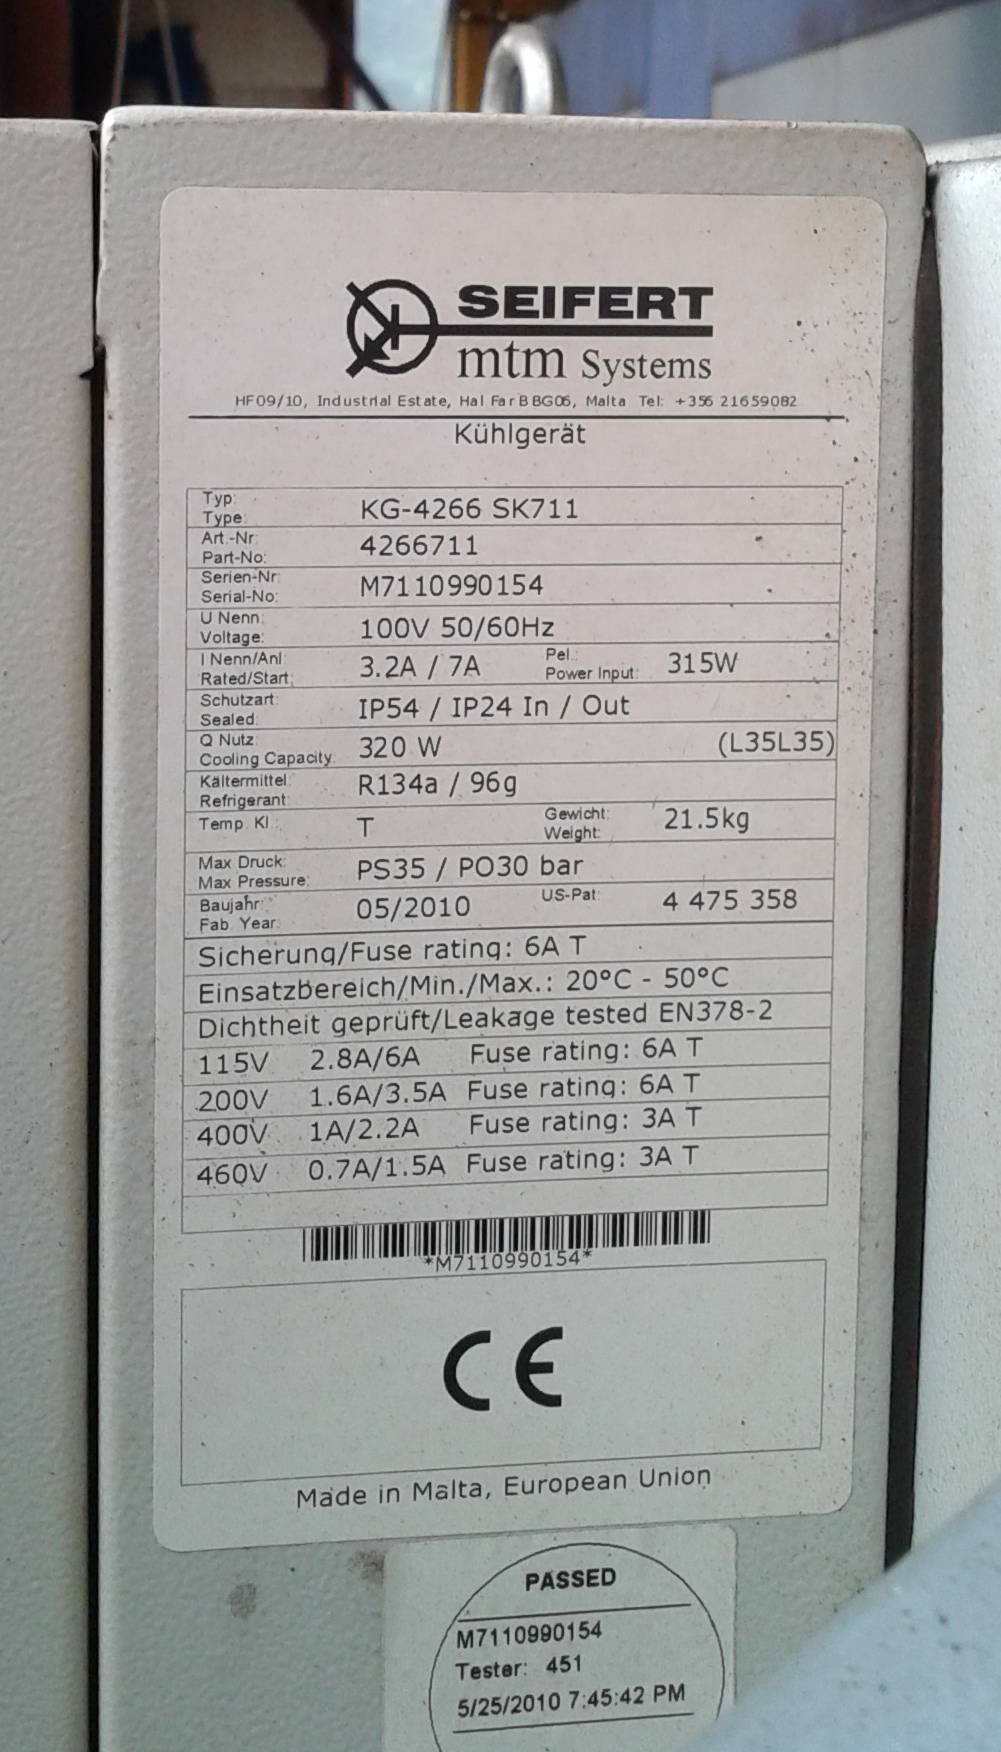 SEIFERT
mtm Systems
HF09/10, Industrial Estate, Hal Far BBG06, Malta Tel: +356 21659082
Kühlgerät
Typ:
Type: KG-4266 SK711
Art.-Nr:
Part-No: 4266711
Serien-Nr:
Serial-No: M7110990154
U Nenn:
Voltage: 100V 50/60Hz
I Nenn/Anl:
Rated/Start: 3.2A / 7A Pel.:
Power Input: 315W
Schutzart:
Sealed: IP54 / IP24 In / Out
Q Nutz:
Cooling Capacity: 320 W (L35L35)
Kältermittel:
Refrigerant: R134a / 96g
Temp. Kl.: T Gewicht:
Weight: 21.5kg
Max Druck:
Max Pressure: PS35 / PO30 bar
Baujahr:
Fab. Year: 05/2010 US-Pat: 4 475 358
Sicherung/Fuse rating: 6A T
Einsatzbereich/Min./Max.: 20°C - 50°C
Dichtheit geprüft/Leakage tested EN378-2
115V 2.8A/6A Fuse rating: 6A T
200V 1.6A/3.5A Fuse rating: 6A T
400V 1A/2.2A Fuse rating: 3A T
460V 0.7A/1.5A Fuse rating: 3A T
*M7110990154*
CE
Made in Malta, European Union
PASSED
M7110990154
Tester: 451
5/25/2010 7:45:42 PM